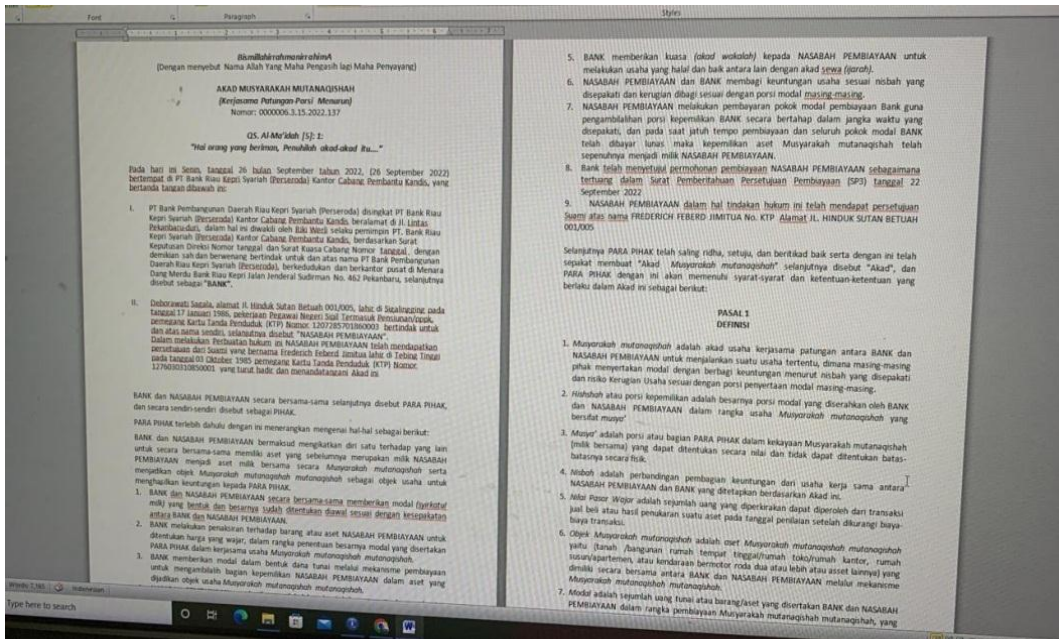 Font
Paragraph
Styles
BismillahirrahmanirrahimA
(Dengan menyebut Nama Allah Yang Maha Pengasih lagi Maha Penyayang)
AKAD MUSYARAKAH MUTANAQISHAH
(Kerjasama Patungan-Porsi Menurun)
Nomor: 0000006.3.15.2022.137
QS. Al-Ma'idah [5]: 1:
"Hai orang yang beriman, Penuhilah akad-akad itu...."
Pada hari ini Senin, tanggal 26 bulan September tahun 2022, (26 September 2022)
bertempat di PT Bank Riau Kepri Syariah (Perseroda) Kantor Cabang Pembantu Kandis, yang
bertanda tangan dibawah ini:
I. PT Bank Pembangunan Daerah Riau Kepri Syariah (Perseroda) disingkat PT Bank Riau
Kepri Syariah (Perseroda) Kantor Cabang Pembantu Kandis, beralamat di Jl. Lintas
Pekanbaru-duri, dalam hal ini diwakili oleh Riki Werli selaku pemimpin PT. Bank Riau
Kepri Syariah (Perseroda) Kantor Cabang Pembantu Kandis, berdasarkan Surat
Keputusan Direksi Nomor tanggal dan Surat Kuasa Cabang Nomor tanggal, dengan
demikian sah dan berwenang bertindak untuk dan atas nama PT Bank Pembangunan
Daerah Riau Kepri Syariah (Perseroda), berkedudukan dan berkantor pusat di Menara
Dang Merdu Bank Riau Kepri Jalan Jenderal Sudirman No. 462 Pekanbaru, selanjutnya
disebut sebagai "BANK".
II. Deborawati Sagala, alamat Jl. Hinduk Sutan Betuah 001/005, lahir di Sigalingging pada
tanggal 17 Januari 1986, pekerjaan Pegawai Negeri Sipil Termasuk Pensiunan/pppk,
pemegang Kartu Tanda Penduduk (KTP) Nomor 1207285701860003 bertindak untuk
dan atas nama sendiri, selanjutnya disebut "NASABAH PEMBIAYAAN".
Dalam melakukan Perbuatan hukum ini NASABAH PEMBIAYAAN telah mendapatkan
persetujuan dari Suami yang bernama Frederich Feberd Jimitua lahir di Tebing Tinggi
pada tanggal 03 Oktober 1985 pemegang Kartu Tanda Penduduk (KTP) Nomor
1276030310850001 yang turut hadir dan menandatangani Akad ini
BANK dan NASABAH PEMBIAYAAN secara bersama-sama selanjutnya disebut PARA PIHAK,
dan secara sendiri-sendiri disebut sebagai PIHAK.
PARA PIHAK terlebih dahulu dengan ini menerangkan mengenai hal-hal sebagai berikut:
BANK dan NASABAH PEMBIAYAAN bermaksud mengikatkan diri satu terhadap yang lain
untuk secara bersama-sama memiliki aset yang sebelumnya merupakan milik NASABAH
PEMBIAYAAN menjadi aset milik bersama secara Musyarakah mutanaqishah serta
menjadikan objek Musyarakah mutanaqishah mutanaqishah sebagai objek usaha untuk
menghasilkan keuntungan kepada PARA PIHAK.
1. BANK dan NASABAH PEMBIAYAAN secara bersama-sama memberikan modal (syirkatul
milk) yang bentuk dan besarnya sudah ditentukan diawal sesuai dengan kesepakatan
antara BANK dan NASABAH PEMBIAYAAN.
2. BANK melakukan penaksiran terhadap barang atau aset NASABAH PEMBIAYAAN untuk
ditentukan harga yang wajar, dalam rangka penentuan besarnya modal yang disertakan
PARA PIHAK dalam kerjasama usaha Musyarakah mutanaqishah mutanaqishah.
3. BANK memberikan modal dalam bentuk dana tunai melalui mekanisme pembiayaan
untuk mengambilalih bagian kepemilikan NASABAH PEMBIAYAAN dalam aset yang
dijadikan objek usaha Musyarakah mutanaqishah mutanaqishah.
5. BANK memberikan kuasa (akad wakalah) kepada NASABAH PEMBIAYAAN untuk
melakukan usaha yang halal dan baik antara lain dengan akad sewa (ijarah).
6. NASABAH PEMBIAYAAN dan BANK membagi keuntungan usaha sesuai nisbah yang
disepakati dan kerugian dibagi sesuai dengan porsi modal masing-masing.
7. NASABAH PEMBIAYAAN melakukan pembayaran pokok modal pembiayaan Bank guna
pengambilalihan porsi kepemilikan BANK secara bertahap dalam jangka waktu yang
disepakati, dan pada saat jatuh tempo pembiayaan dan seluruh pokok modal BANK
telah dibayar lunas maka kepemilikan aset Musyarakah mutanaqishah telah
sepenuhnya menjadi milik NASABAH PEMBIAYAAN.
8. Bank telah menyetujui permohonan pembiayaan NASABAH PEMBIAYAAN sebagaimana
tertuang dalam Surat Pemberitahuan Persetujuan Pembiayaan (SP3) tanggal 22
September 2022
9. NASABAH PEMBIAYAAN dalam hal tindakan hukum ini telah mendapat persetujuan
Suami atas nama FREDERICH FEBERD JIMITUA No. KTP Alamat JL. HINDUK SUTAN BETUAH
001/005
Selanjutnya PARA PIHAK telah saling ridha, setuju, dan beritikad baik serta dengan ini telah
sepakat membuat "Akad Musyarakah mutanaqishah" selanjutnya disebut "Akad", dan
PARA PIHAK dengan ini akan memenuhi syarat-syarat dan ketentuan-ketentuan yang
berlaku dalam Akad ini sebagai berikut:
PASAL 1
DEFINISI
1. Musyarakah mutanaqishah adalah akad usaha kerjasama patungan antara BANK dan
NASABAH PEMBIAYAAN untuk menjalankan suatu usaha tertentu, dimana masing-masing
pihak menyertakan modal dengan berbagi keuntungan menurut nisbah yang disepakati
dan risiko Kerugian Usaha sesuai dengan porsi penyertaan modal masing-masing.
2. Hishshah atau porsi kepemilikan adalah besarnya porsi modal yang diserahkan oleh BANK
dan NASABAH PEMBIAYAAN dalam rangka usaha Musyarakah mutanaqishah yang
bersifat musya'
3. Musya' adalah porsi atau bagian PARA PIHAK dalam kekayaan Musyarakah mutanaqishah
(milik bersama) yang dapat ditentukan secara nilai dan tidak dapat ditentukan batas-
batasnya secara fisik.
4. Nisbah adalah perbandingan pembagian keuntungan dari usaha kerja sama antara
NASABAH PEMBIAYAAN dan BANK yang ditetapkan berdasarkan Akad ini.
5. Nilai Pasar Wajar adalah sejumlah uang yang diperkirakan dapat diperoleh dari transaksi
jual beli atau hasil penukaran suatu aset pada tanggal penilaian setelah dikurangi biaya-
biaya transaksi.
6. Objek Musyarakah mutanaqishah adalah aset Musyarakah mutanaqishah mutanaqishah
yaitu (tanah /bangunan rumah tempat tinggal/rumah toko/rumah kantor, rumah
susun/apartemen, atau kendaraan bermotor roda dua atau lebih atau asset lainnya) yang
dimiliki secara bersama antara BANK dan NASABAH PEMBIAYAAN melalui mekanisme
Musyarakah mutanaqishah mutanaqishah.
7. Modal adalah sejumlah uang tunai atau barang/aset yang disertakan BANK dan NASABAH
PEMBIAYAAN dalam rangka pembiayaan Musyarakah mutanaqishah mutanaqishah, yang
Indonesian
Type here to search